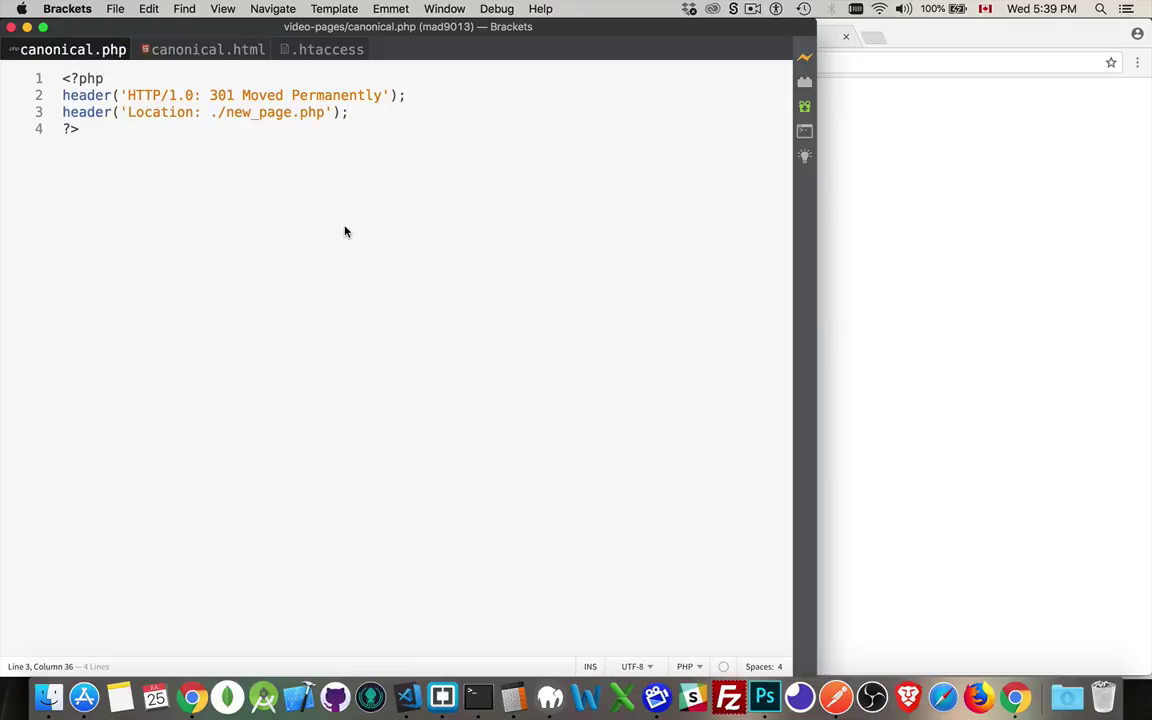 Brackets File Edit Find View Navigate Template Emmet Window Debug Help 100% Wed 5:39 PM
video-pages/canonical.php (mad9013) — Brackets
canonical.php canonical.html .htaccess
1 <?php
2 header('HTTP/1.0: 301 Moved Permanently');
3 header('Location: ./new_page.php');
4 ?>
Line 3, Column 36 — 4 Lines INS UTF-8 PHP Spaces: 4
JUL
25